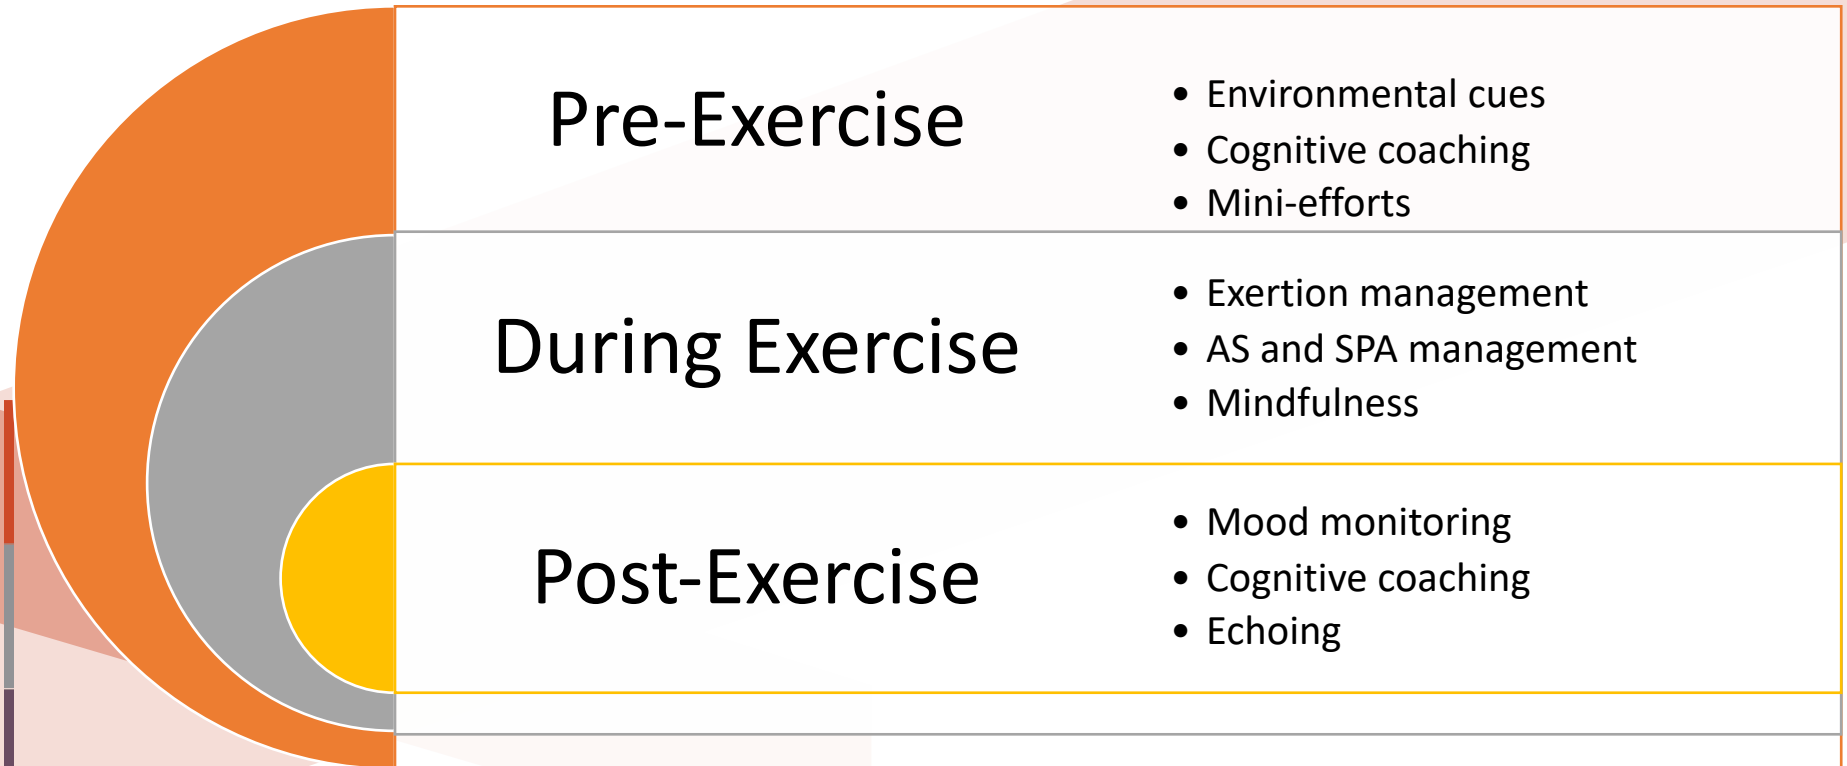 Pre-Exercise
• Environmental cues
• Cognitive coaching
• Mini-efforts
During Exercise
• Exertion management
• AS and SPA management
• Mindfulness
Post-Exercise
• Mood monitoring
• Cognitive coaching
• Echoing